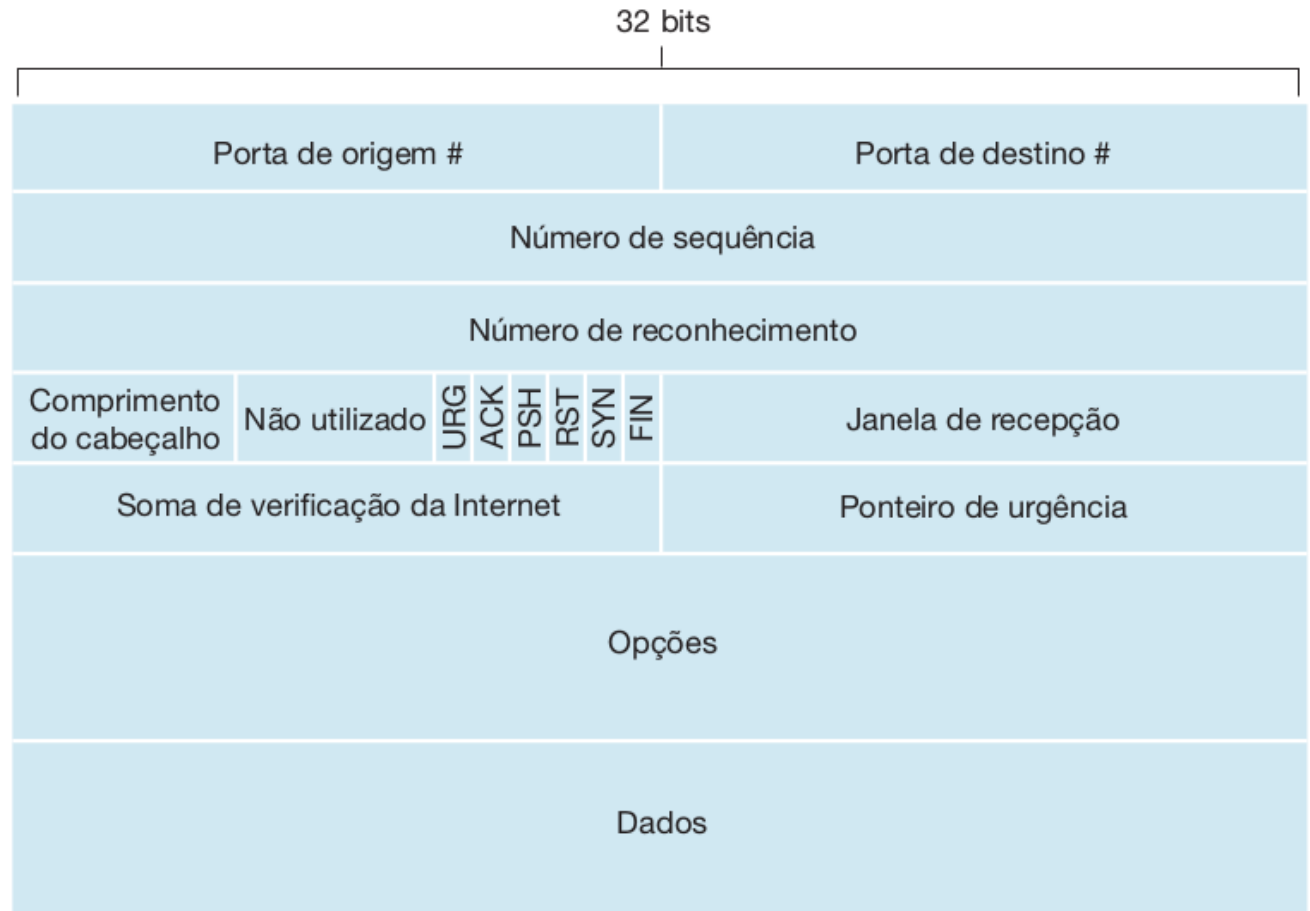 32 bits
Porta de origem #
Porta de destino #
Número de sequência
Número de reconhecimento
Comprimento
do cabeçalho
Não utilizado
URG
ACK
PSH
RST
SYN
FIN
Janela de recepção
Soma de verificação da Internet
Ponteiro de urgência
Opções
Dados